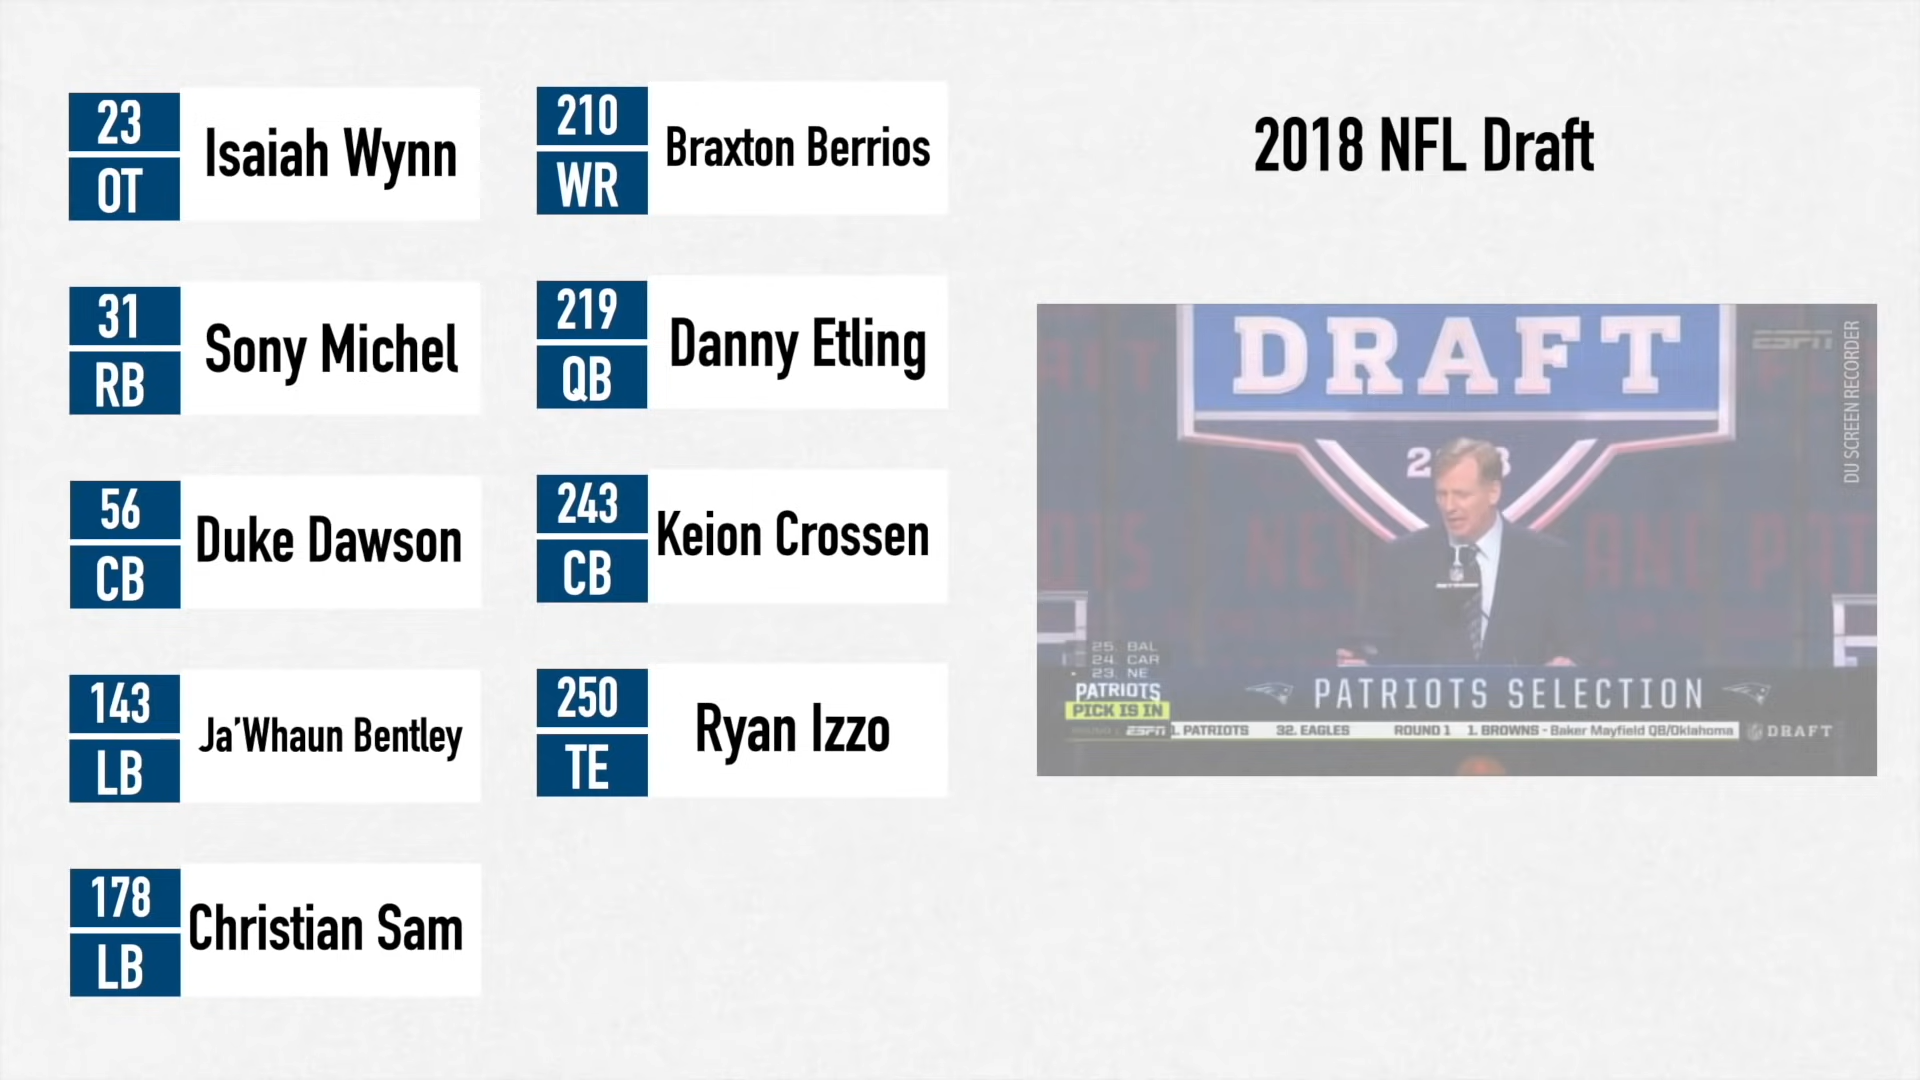 23
OT
Isaiah Wynn
31
RB
Sony Michel
56
CB
Duke Dawson
143
LB
Ja'Whaun Bentley
178
LB
Christian Sam
210
WR
Braxton Berrios
219
QB
Danny Etling
243
CB
Keion Crossen
250
TE
Ryan Izzo
2018 NFL Draft
DRAFT
ESPN
DU SCREEN RECORDER
25. BAL
24. CAR
23. NE
PATRIOTS
PICK IS IN
PATRIOTS SELECTION
ESPN
1. PATRIOTS 32. EAGLES ROUND 1 1. BROWNS - Baker Mayfield QB/Oklahoma
DRAFT